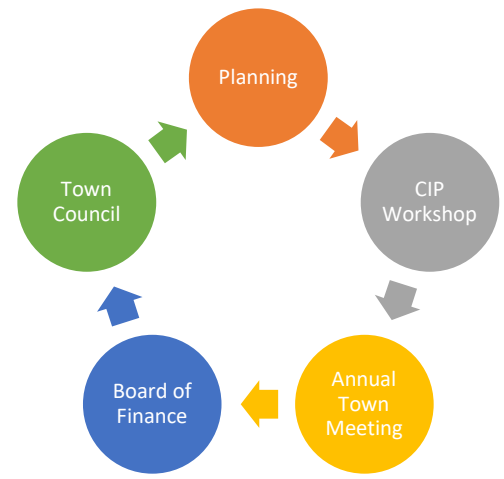 Planning
CIP
Workshop
Annual
Town
Meeting
Board of
Finance
Town
Council